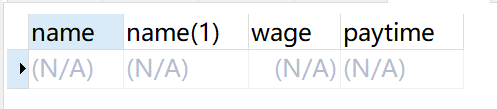 name name(1) wage paytime
(N/A) (N/A) (N/A) (N/A)